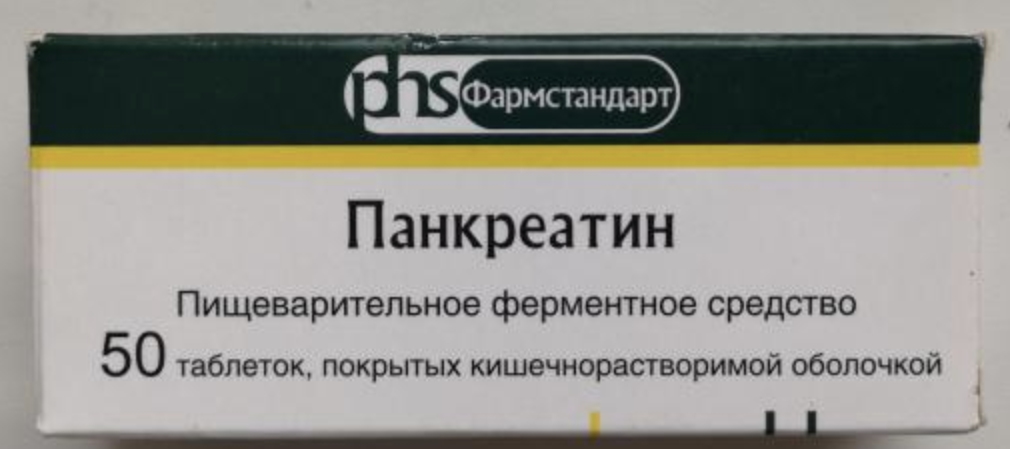 phs Фармстандарт
Панкреатин
Пищеварительное ферментное средство
50 таблеток, покрытых кишечнорастворимой оболочкой